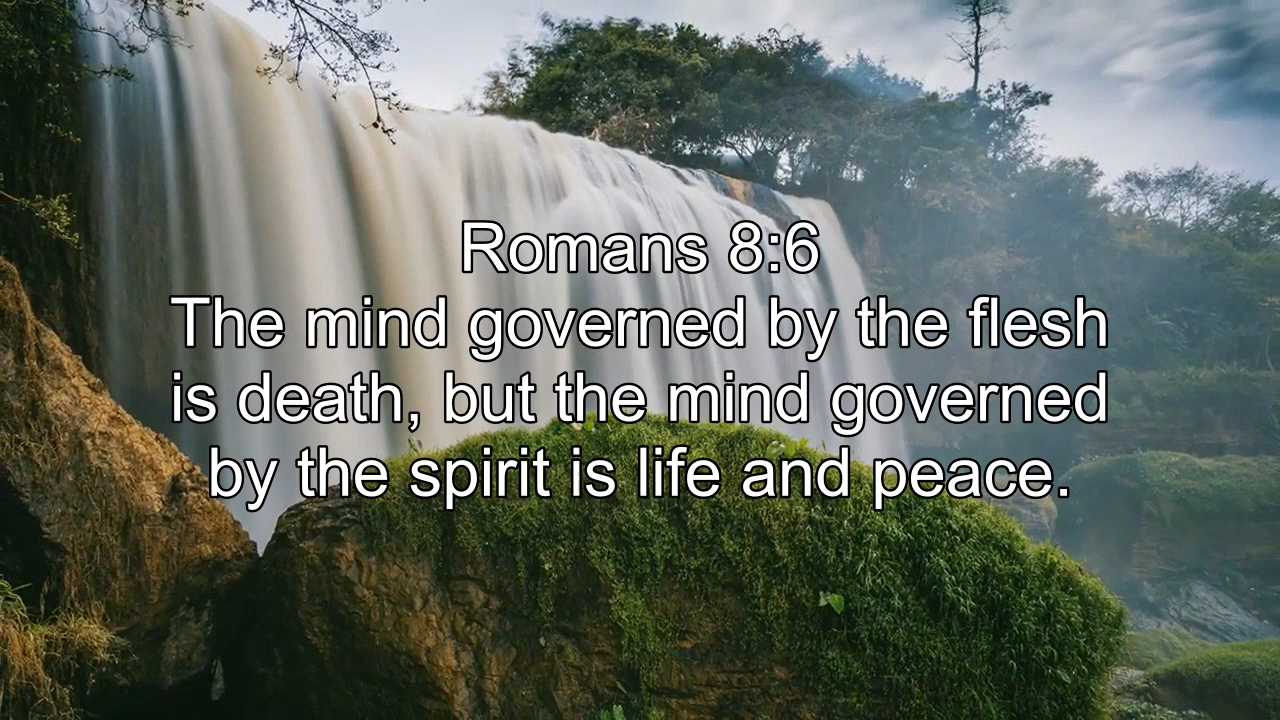 Romans 8:6
The mind governed by the flesh
is death, but the mind governed
by the spirit is life and peace.